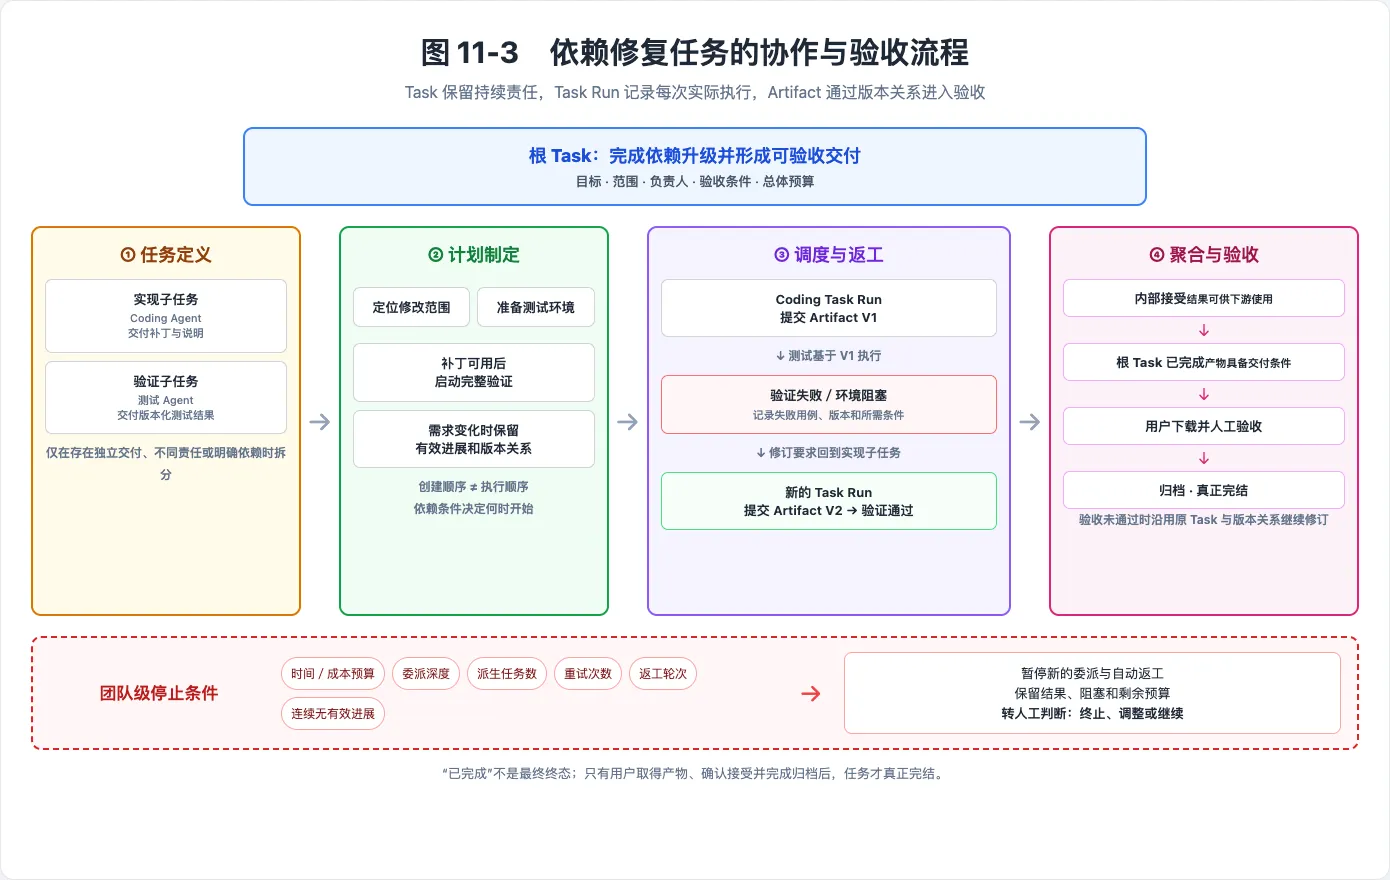 图 11-3　依赖修复任务的协作与验收流程
Task 保留持续责任，Task Run 记录每次实际执行，Artifact 通过版本关系进入验收
根 Task：完成依赖升级并形成可验收交付
目标 · 范围 · 负责人 · 验收条件 · 总体预算
① 任务定义
实现子任务
Coding Agent
交付补丁与说明
验证子任务
测试 Agent
交付版本化测试结果
仅在存在独立交付、不同责任或明确依赖时拆
分
→
② 计划制定
定位修改范围
准备测试环境
补丁可用后
启动完整验证
需求变化时保留
有效进展和版本关系
创建顺序 ≠ 执行顺序
依赖条件决定何时开始
→
③ 调度与返工
Coding Task Run
提交 Artifact V1
↓ 测试基于 V1 执行
验证失败 / 环境阻塞
记录失败用例、版本和所需条件
↓ 修订要求回到实现子任务
新的 Task Run
提交 Artifact V2 → 验证通过
→
④ 聚合与验收
内部接受结果可供下游使用
↓
根 Task 已完成产物具备交付条件
↓
用户下载并人工验收
↓
归档 · 真正完结
验收未通过时沿用原 Task 与版本关系继续修订
团队级停止条件
时间 / 成本预算
委派深度
派生任务数
重试次数
返工轮次
连续无有效进展
→
暂停新的委派与自动返工
保留结果、阻塞和剩余预算
转人工判断：终止、调整或继续
“已完成”不是最终终态；只有用户取得产物、确认接受并完成归档后，任务才真正完结。